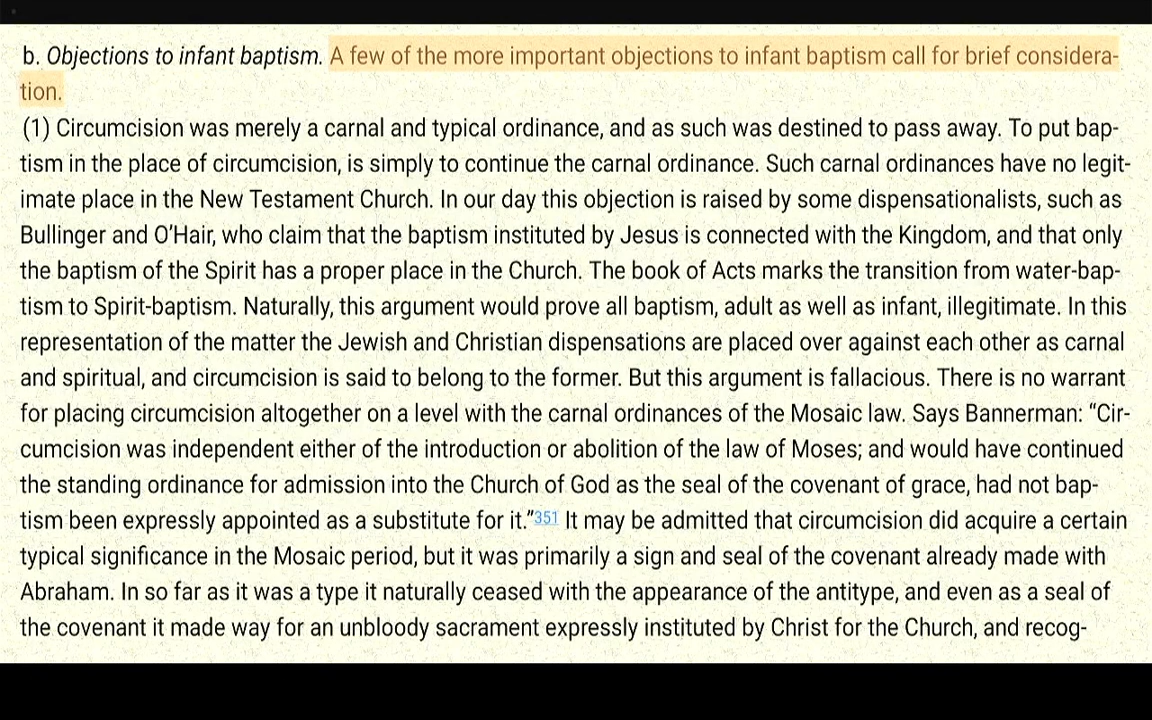 b. Objections to infant baptism. A few of the more important objections to infant baptism call for brief considera-
tion.
(1) Circumcision was merely a carnal and typical ordinance, and as such was destined to pass away. To put bap-
tism in the place of circumcision, is simply to continue the carnal ordinance. Such carnal ordinances have no legit-
imate place in the New Testament Church. In our day this objection is raised by some dispensationalists, such as
Bullinger and O’Hair, who claim that the baptism instituted by Jesus is connected with the Kingdom, and that only
the baptism of the Spirit has a proper place in the Church. The book of Acts marks the transition from water-bap-
tism to Spirit-baptism. Naturally, this argument would prove all baptism, adult as well as infant, illegitimate. In this
representation of the matter the Jewish and Christian dispensations are placed over against each other as carnal
and spiritual, and circumcision is said to belong to the former. But this argument is fallacious. There is no warrant
for placing circumcision altogether on a level with the carnal ordinances of the Mosaic law. Says Bannerman: “Cir-
cumcision was independent either of the introduction or abolition of the law of Moses; and would have continued
the standing ordinance for admission into the Church of God as the seal of the covenant of grace, had not bap-
tism been expressly appointed as a substitute for it.”351 It may be admitted that circumcision did acquire a certain
typical significance in the Mosaic period, but it was primarily a sign and seal of the covenant already made with
Abraham. In so far as it was a type it naturally ceased with the appearance of the antitype, and even as a seal of
the covenant it made way for an unbloody sacrament expressly instituted by Christ for the Church, and recog-